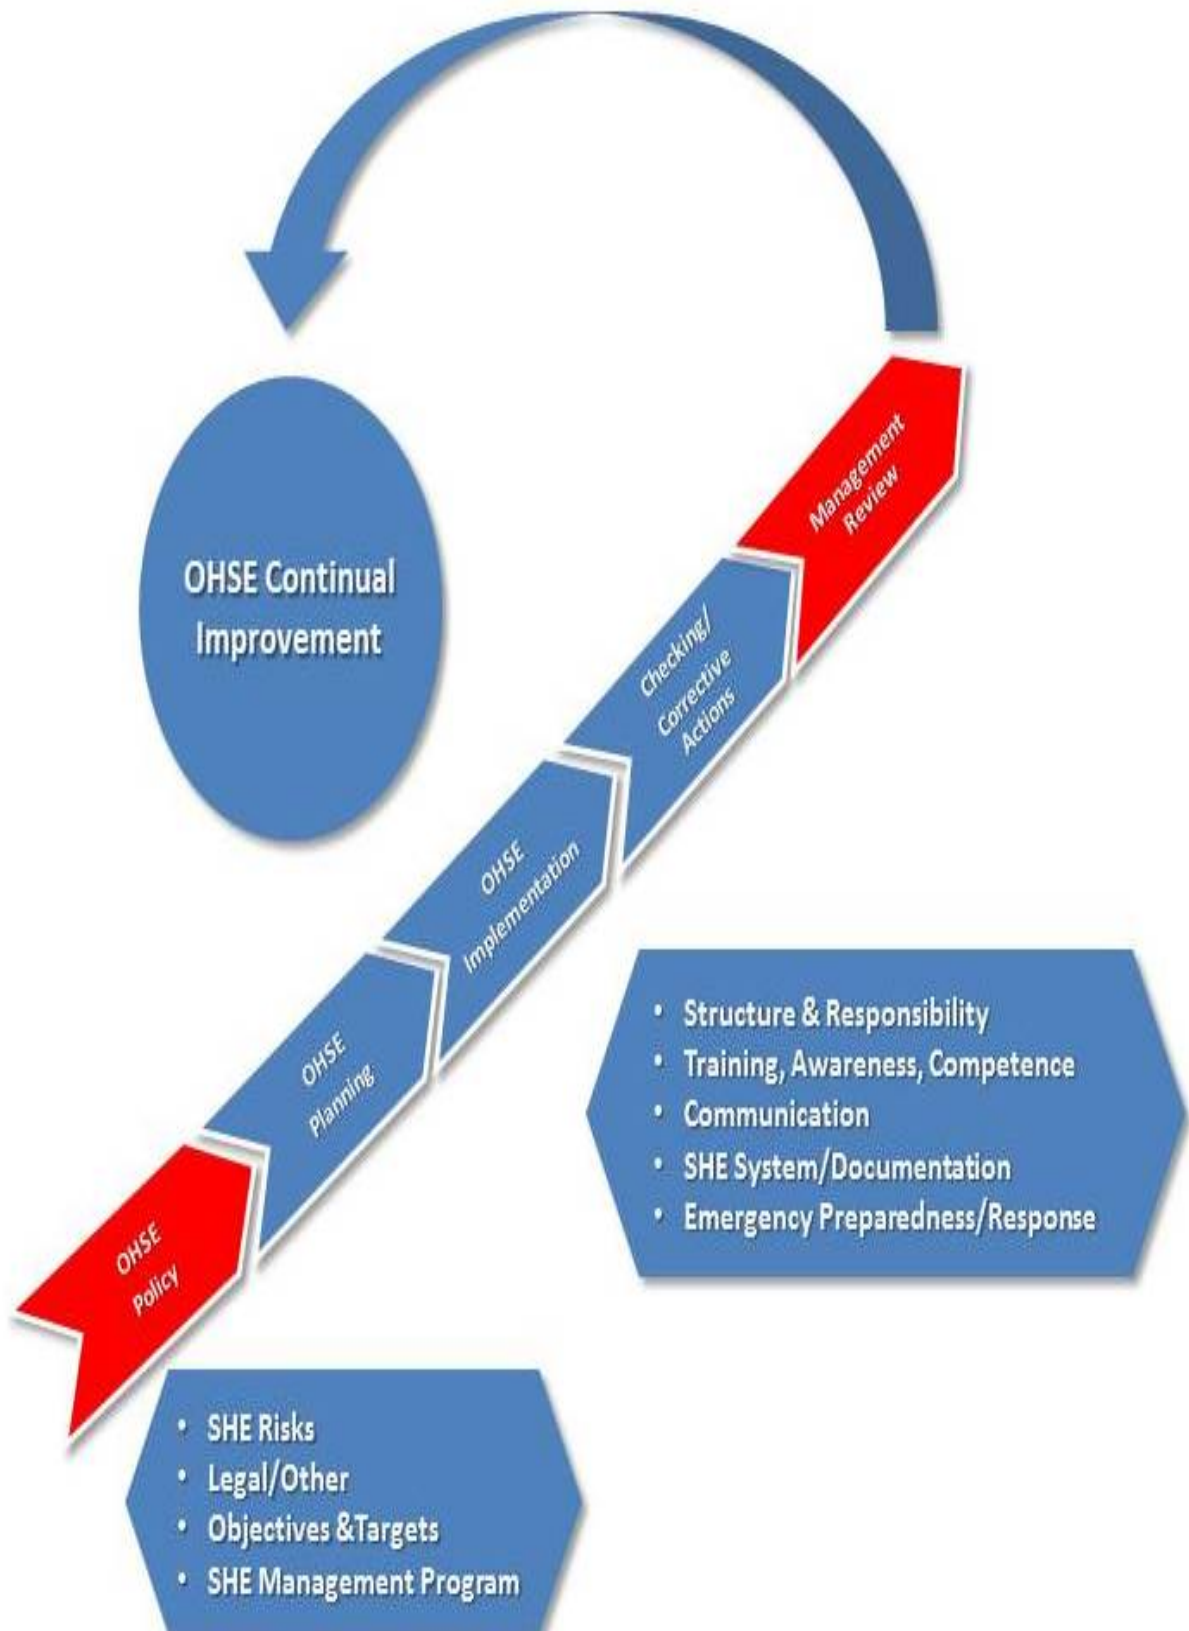 OHSE Continual
Improvement
Management
Review
Checking/
Corrective
Actions
OHSE
Implementation
OHSE
Planning
OHSE
Policy
• Structure & Responsibility
• Training, Awareness, Competence
• Communication
• SHE System/Documentation
• Emergency Preparedness/Response
• SHE Risks
• Legal/Other
• Objectives &Targets
• SHE Management Program